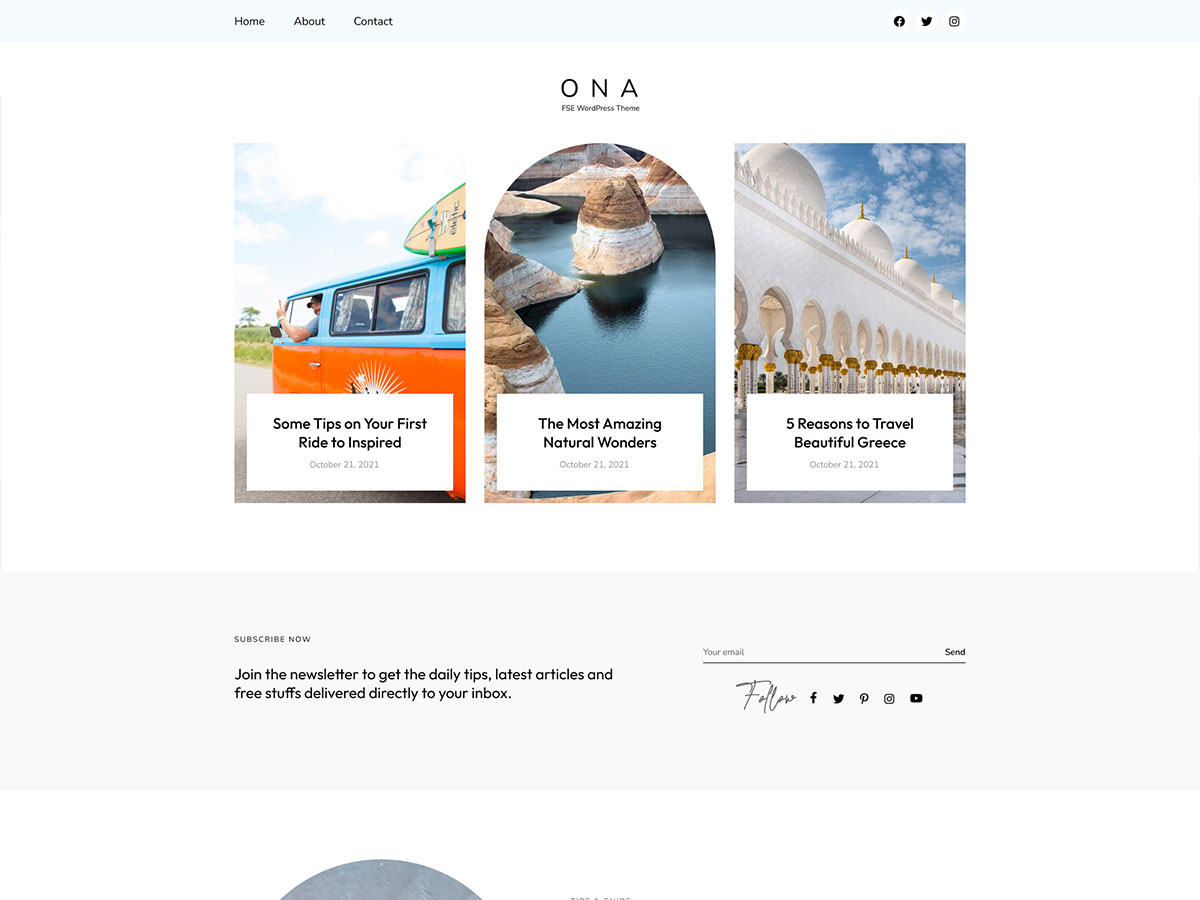 Home About Contact
O N A
FSE WordPress Theme
Some Tips on Your First
Ride to Inspired
October 21, 2021
The Most Amazing
Natural Wonders
October 21, 2021
5 Reasons to Travel
Beautiful Greece
October 21, 2021
SUBSCRIBE NOW
Join the newsletter to get the daily tips, latest articles and
free stuffs delivered directly to your inbox.
Your email Send
Follow
TIPS & GUIDE